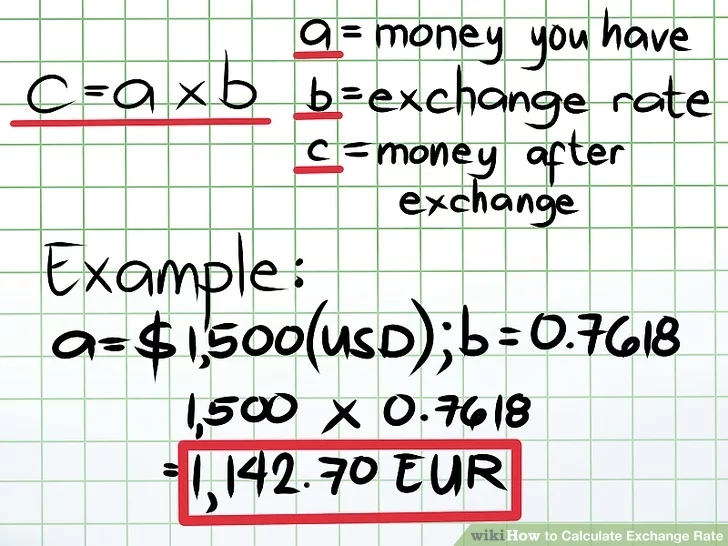 c = a x b
a = money you have
b = exchange rate
c = money after
exchange
Example:
a = $1,500 (USD); b = 0.7618
1,500 x 0.7618
= 1,142.70 EUR
wikiHow to Calculate Exchange Rate